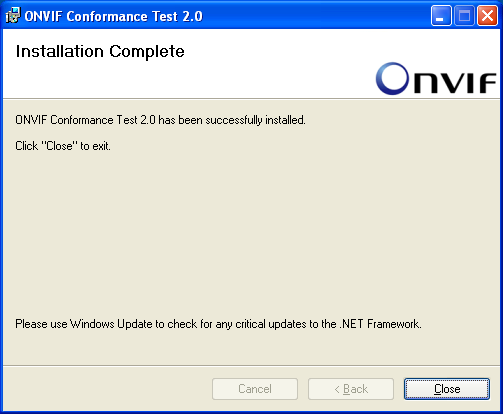 ONVIF Conformance Test 2.0
Installation Complete
Onvif
ONVIF Conformance Test 2.0 has been successfully installed.
Click "Close" to exit.
Please use Windows Update to check for any critical updates to the .NET Framework.
Cancel
< Back
Close